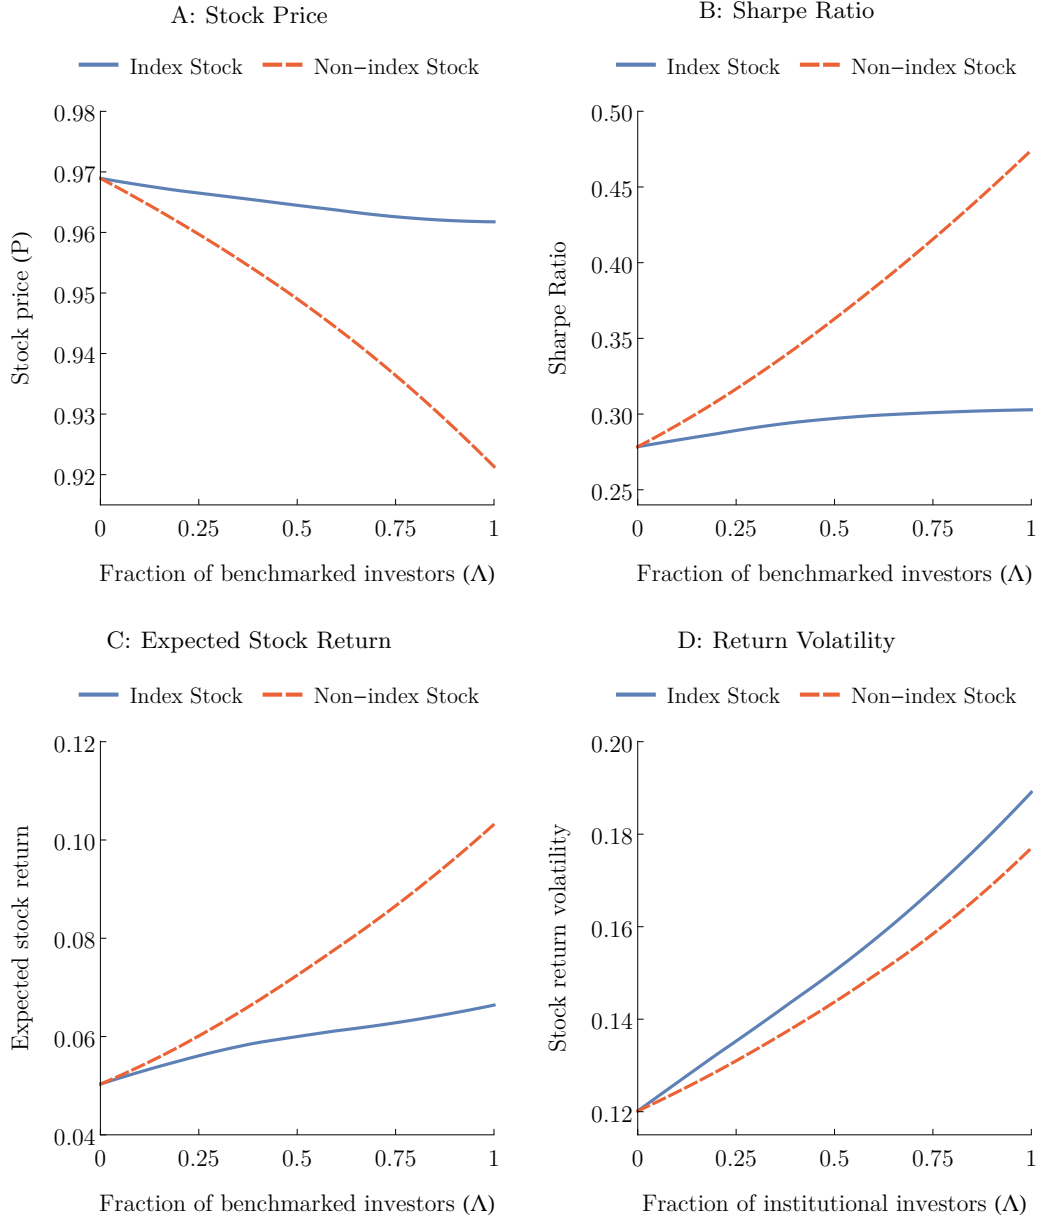 A: Stock Price
Index Stock
Non-index Stock
0.98
0.97
0.96
0.95
0.94
0.93
0.92
Stock price (P)
0
0.25
0.5
0.75
1
Fraction of benchmarked investors (Λ)
B: Sharpe Ratio
Index Stock
Non-index Stock
0.50
0.45
0.40
0.35
0.30
0.25
Sharpe Ratio
0
0.25
0.5
0.75
1
Fraction of benchmarked investors (Λ)
C: Expected Stock Return
Index Stock
Non-index Stock
0.12
0.10
0.08
0.06
0.04
Expected stock return
0
0.25
0.5
0.75
1
Fraction of benchmarked investors (Λ)
D: Return Volatility
Index Stock
Non-index Stock
0.20
0.18
0.16
0.14
0.12
Stock return volatility
0
0.25
0.5
0.75
1
Fraction of institutional investors (Λ)